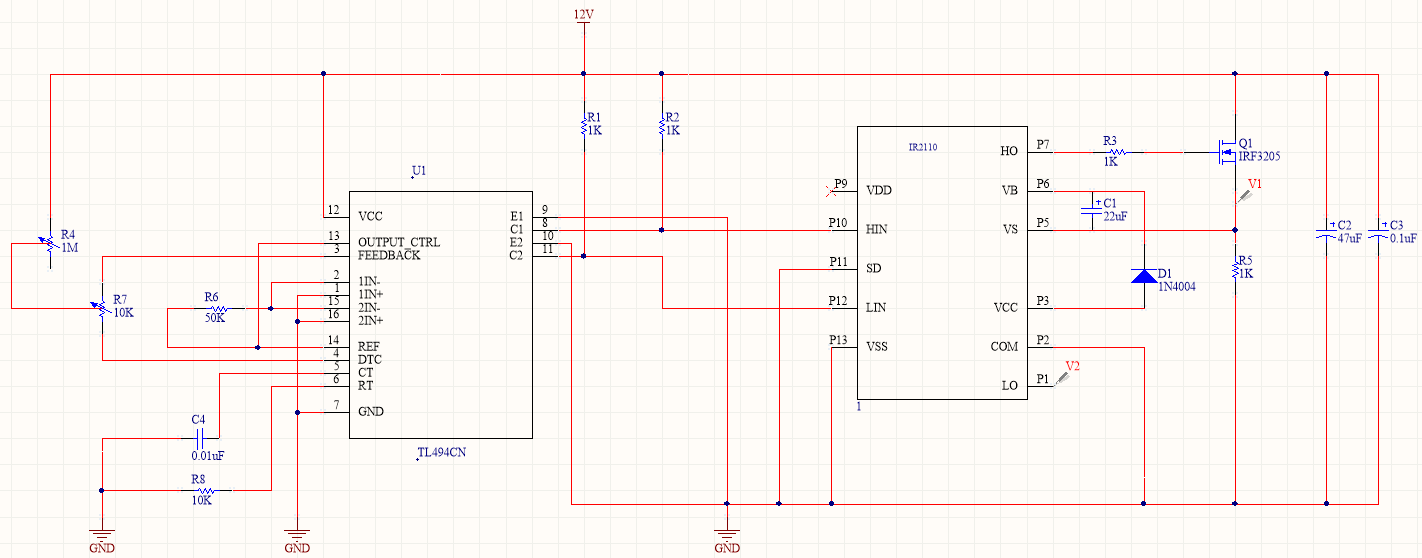 12V
R1
1K
R2
1K
R3
1K
Q1
IRF3205
V1
R4
1M
R7
10K
R6
50K
C4
0.01uF
R8
10K
GND
GND
GND
U1
12 VCC
13 OUTPUT_CTRL
3 FEEDBACK
2 1IN-
1 1IN+
15 2IN-
16 2IN+
14 REF
4 DTC
5 CT
6 RT
7 GND
E1 9
C1 8
E2 10
C2 11
TL494CN
IR2110
P9 VDD
P10 HIN
P11 SD
P12 LIN
P13 VSS
HO P7
VB P6
VS P5
VCC P3
COM P2
LO P1
1
V2
C1
22uF
D1
1N4004
R5
1K
C2
47uF
C3
0.1uF